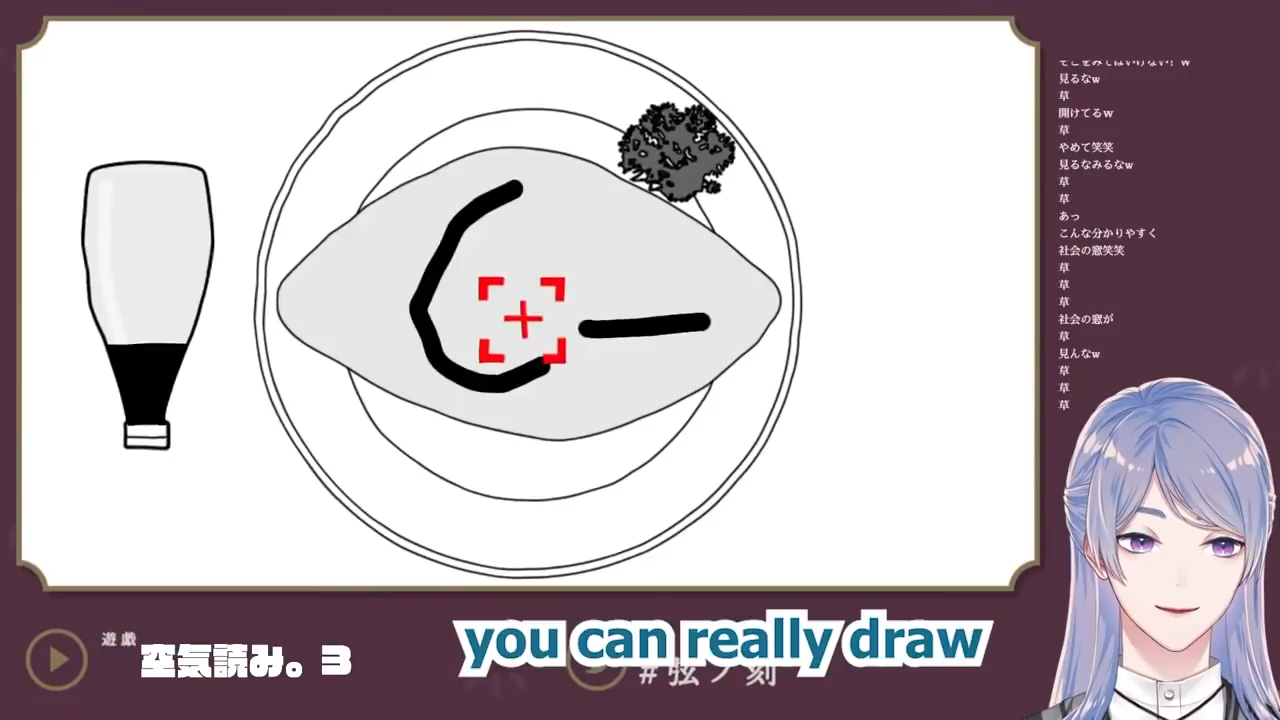 見るなw
草
開けてるw
草
やめて笑笑
見るなみるなw
草
草
あっ
こんな分かりやすく
社会の窓笑笑
草
草
草
社会の窓が
草
見んなw
草
草
草
you can really draw
遊戯
空気読み。3
#弦ノ刻